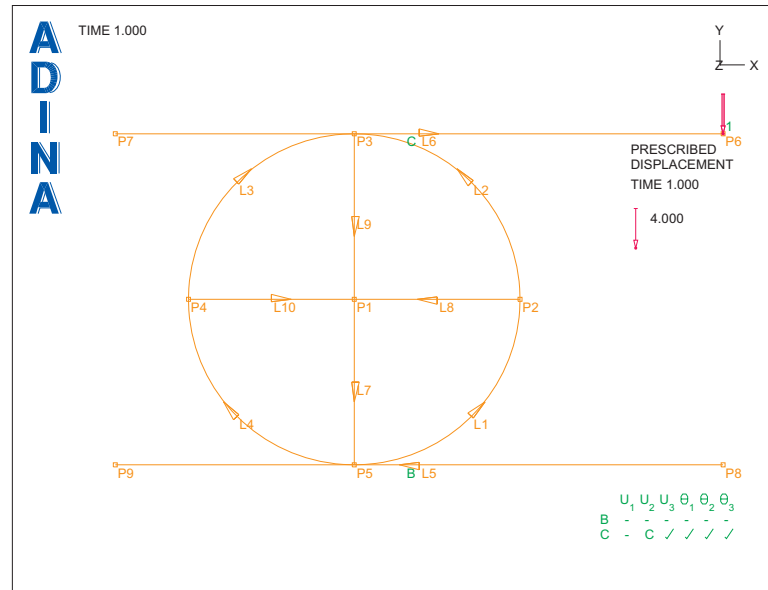 ADINA
TIME 1.000
Y
Z X
1
P7 P3 C L6 P6
PRESCRIBED
DISPLACEMENT
TIME 1.000
4.000
L3 L2
L9
P4 L10 P1 L8 P2
L7
L4 L1
P9 P5 B L5 P8
U1 U2 U3 θ1 θ2 θ3
B - - - - - -
C - C ✓ ✓ ✓ ✓